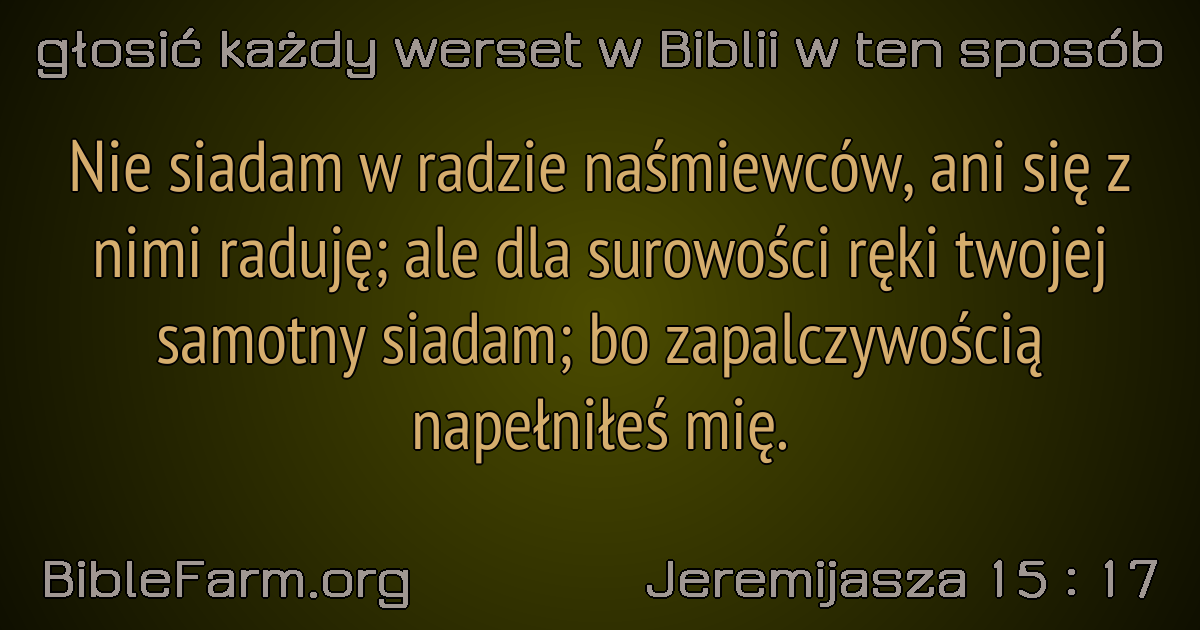 głosić każdy werset w Biblii w ten sposób
Nie siadam w radzie naśmiewców, ani się z
nimi raduję; ale dla surowości ręki twojej
samotny siadam; bo zapalczywością
napełniłeś mię.
BibleFarm.org
Jeremijasza 15 : 17